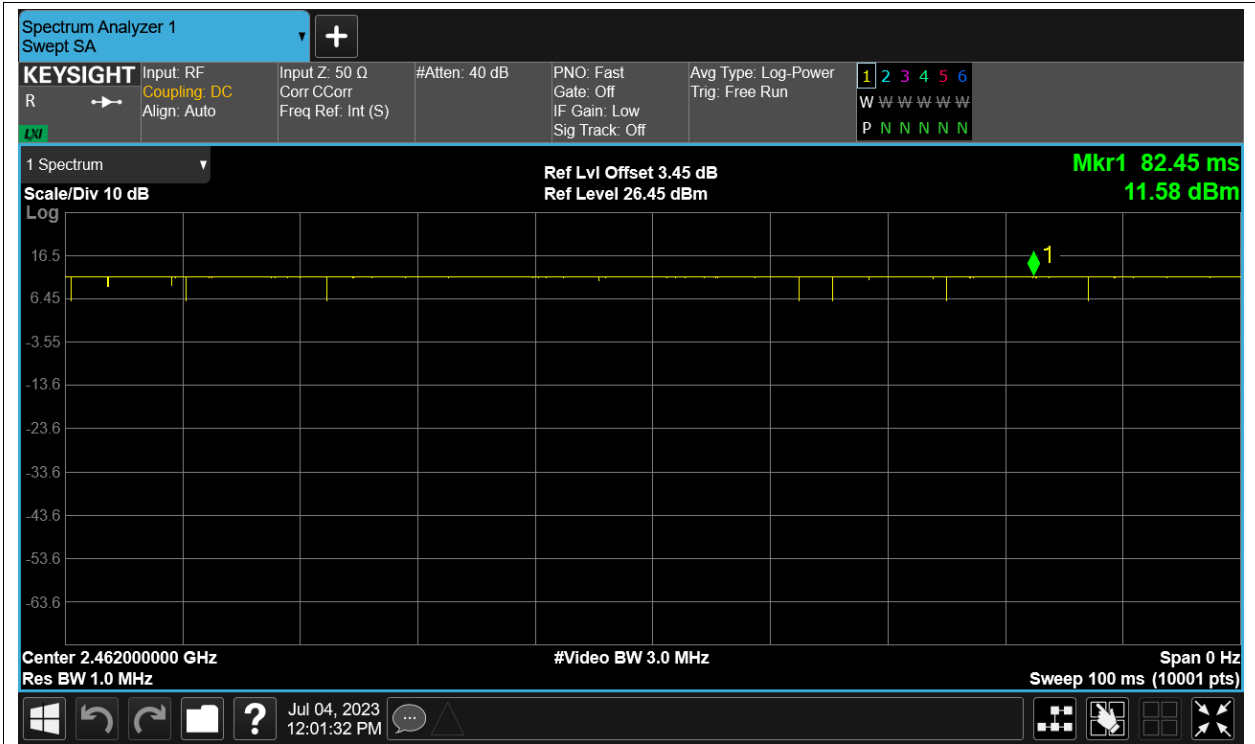 Spectrum Analyzer 1
Swept SA
KEYSIGHT
R
LXI
Input: RF
Coupling: DC
Align: Auto
Input Z: 50 Ω
Corr CCorr
Freq Ref: Int (S)
#Atten: 40 dB
PNO: Fast
Gate: Off
IF Gain: Low
Sig Track: Off
Avg Type: Log-Power
Trig: Free Run
1 2 3 4 5 6
W W W W W W
P N N N N N
1 Spectrum
Scale/Div 10 dB
Ref Lvl Offset 3.45 dB
Ref Level 26.45 dBm
Mkr1 82.45 ms
11.58 dBm
Log
16.5
6.45
-3.55
-13.6
-23.6
-33.6
-43.6
-53.6
-63.6
1
Center 2.462000000 GHz
Res BW 1.0 MHz
#Video BW 3.0 MHz
Span 0 Hz
Sweep 100 ms (10001 pts)
?
Jul 04, 2023
12:01:32 PM